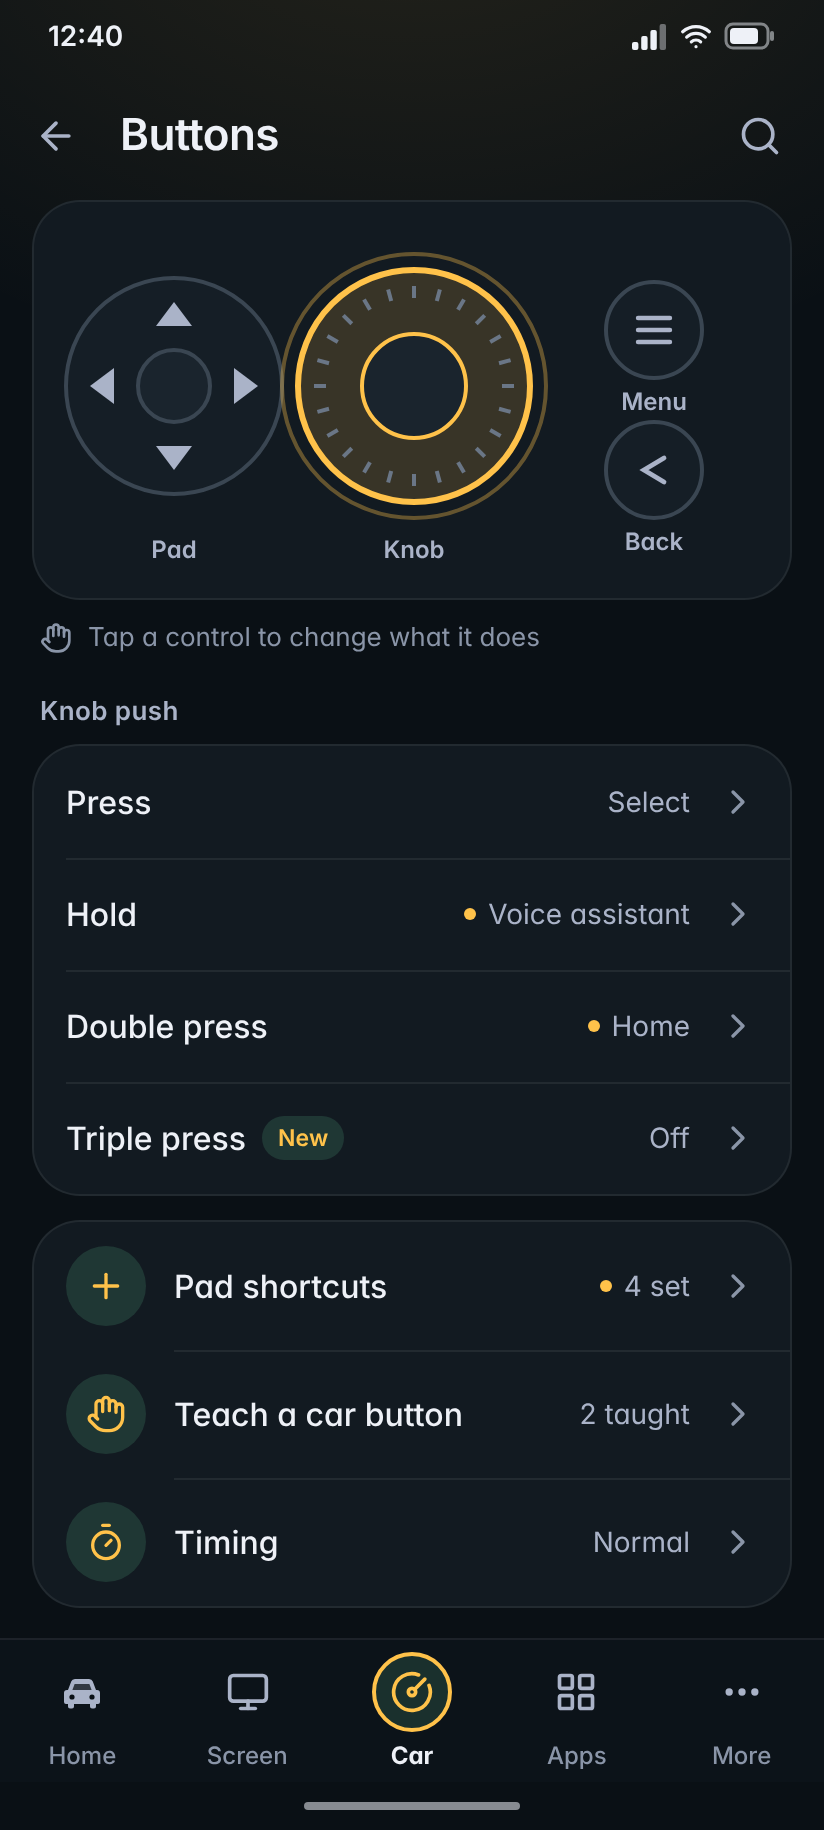 12:40
Buttons
Menu
Back
Pad
Knob
Tap a control to change what it does
Knob push
Press Select
Hold Voice assistant
Double press Home
Triple press New Off
Pad shortcuts 4 set
Teach a car button 2 taught
Timing Normal
Home Screen Car Apps More